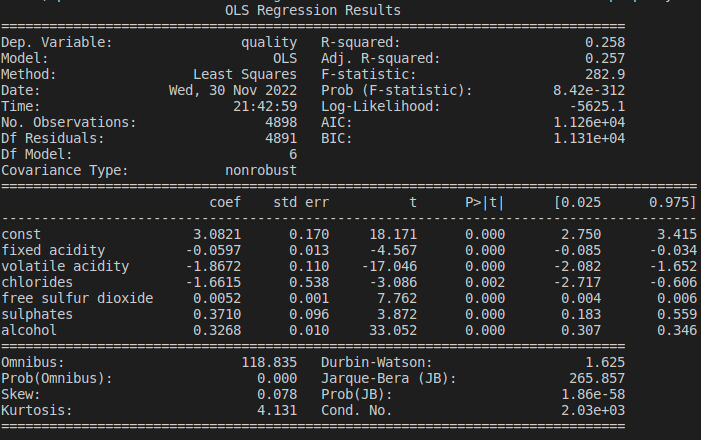 OLS Regression Results
==============================================================================
Dep. Variable: quality R-squared: 0.258
Model: OLS Adj. R-squared: 0.257
Method: Least Squares F-statistic: 282.9
Date: Wed, 30 Nov 2022 Prob (F-statistic): 8.42e-312
Time: 21:42:59 Log-Likelihood: -5625.1
No. Observations: 4898 AIC: 1.126e+04
Df Residuals: 4891 BIC: 1.131e+04
Df Model: 6
Covariance Type: nonrobust
=======================================================================================
coef std err t P>|t| [0.025 0.975]
---------------------------------------------------------------------------------------
const 3.0821 0.170 18.171 0.000 2.750 3.415
fixed acidity -0.0597 0.013 -4.567 0.000 -0.085 -0.034
volatile acidity -1.8672 0.110 -17.046 0.000 -2.082 -1.652
chlorides -1.6615 0.538 -3.086 0.002 -2.717 -0.606
free sulfur dioxide 0.0052 0.001 7.762 0.000 0.004 0.006
sulphates 0.3710 0.096 3.872 0.000 0.183 0.559
alcohol 0.3268 0.010 33.052 0.000 0.307 0.346
==============================================================================
Omnibus: 118.835 Durbin-Watson: 1.625
Prob(Omnibus): 0.000 Jarque-Bera (JB): 265.857
Skew: 0.078 Prob(JB): 1.86e-58
Kurtosis: 4.131 Cond. No. 2.03e+03
==============================================================================